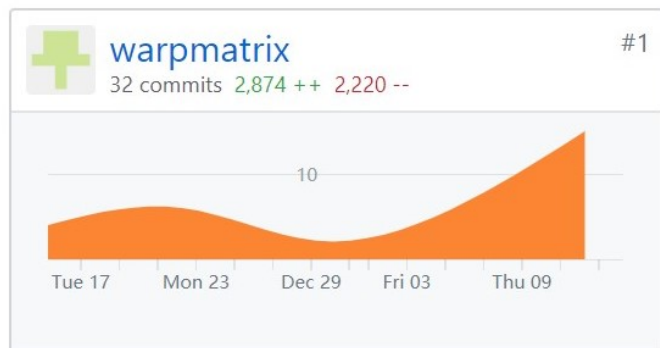 warpmatrix
#1
32 commits 2,874 ++ 2,220 --
10
Tue 17 Mon 23 Dec 29 Fri 03 Thu 09